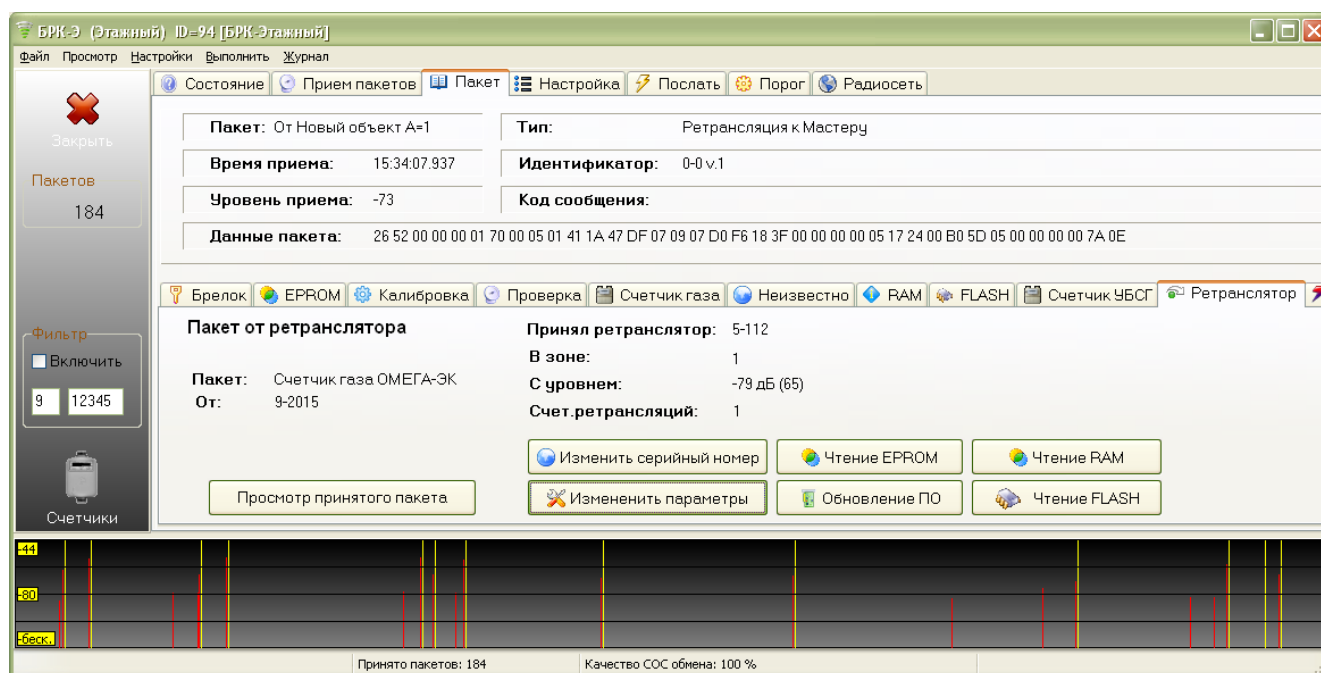 БРК-Э (Этажный) ID=94 [БРК-Этажный]
Файл Просмотр Настройки Выполнить Журнал
Состояние Прием пакетов Пакет Настройка Послать Порог Радиосеть
Закрыть
Пакетов
184
Фильтр
Включить
9 12345
Счетчики
Пакет: От Новый объект A=1 Тип: Ретрансляция к Мастеру
Время приема: 15:34:07.937 Идентификатор: 0-0 v.1
Уровень приема: -73 Код сообщения:
Данные пакета: 26 52 00 00 00 01 70 00 05 01 41 1A 47 DF 07 09 07 D0 F6 18 3F 00 00 00 00 05 17 24 00 B0 5D 05 00 00 00 00 7A 0E
Брелок EPROM Калибровка Проверка Счетчик газа Неизвестно RAM FLASH Счетчик УБСГ Ретранслятор
Пакет от ретранслятора
Пакет: Счетчик газа ОМЕГА-ЭК
От: 9-2015
Просмотр принятого пакета
Принял ретранслятор: 5-112
В зоне: 1
С уровнем: -79 дБ (65)
Счет.ретрансляций: 1
Изменить серийный номер Чтение EPROM Чтение RAM
Измененить параметры Обновление ПО Чтение FLASH
-44
-80
-беск.
Принято пакетов: 184 Качество СОС обмена: 100 %